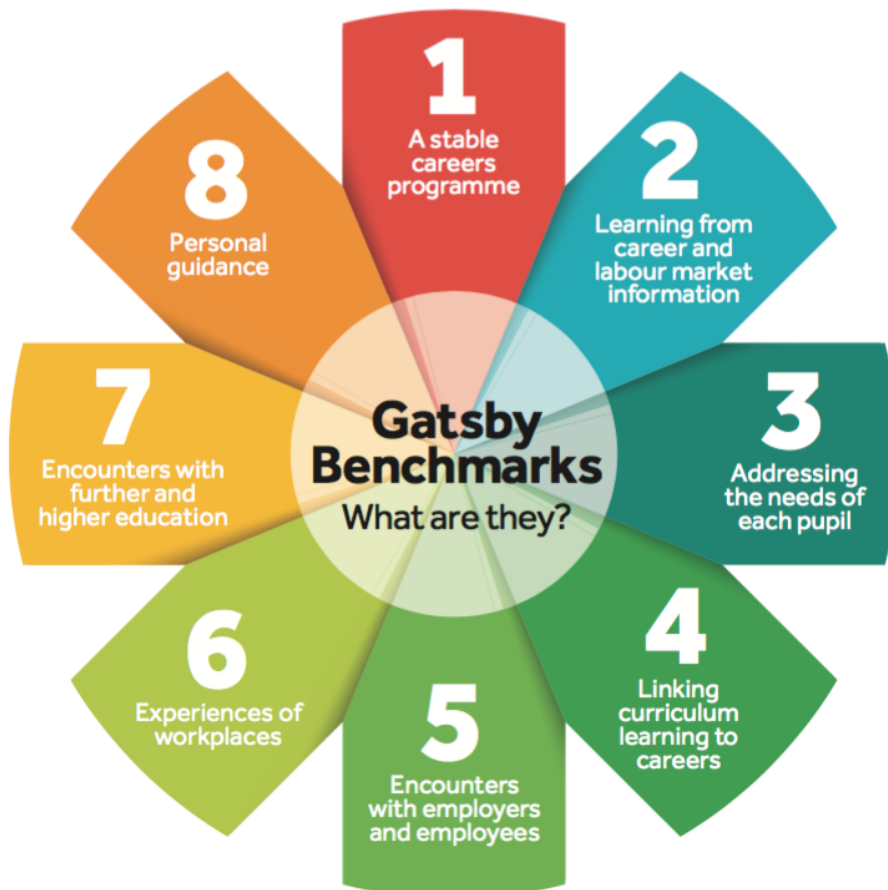 Gatsby
Benchmarks
What are they?
1
A stable
careers
programme
2
Learning from
career and
labour market
information
3
Addressing
the needs of
each pupil
4
Linking
curriculum
learning to
careers
5
Encounters
with employers
and employees
6
Experiences of
workplaces
7
Encounters with
further and
higher education
8
Personal
guidance